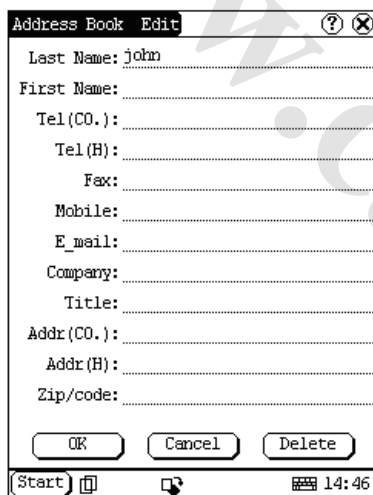 Address Book Edit ?
Last Name: john
First Name:
Tel(CO.):
Tel(H):
Fax:
Mobile:
E_mail:
Company:
Title:
Addr(CO.):
Addr(H):
Zip/code:
OK Cancel Delete
Start 14:46